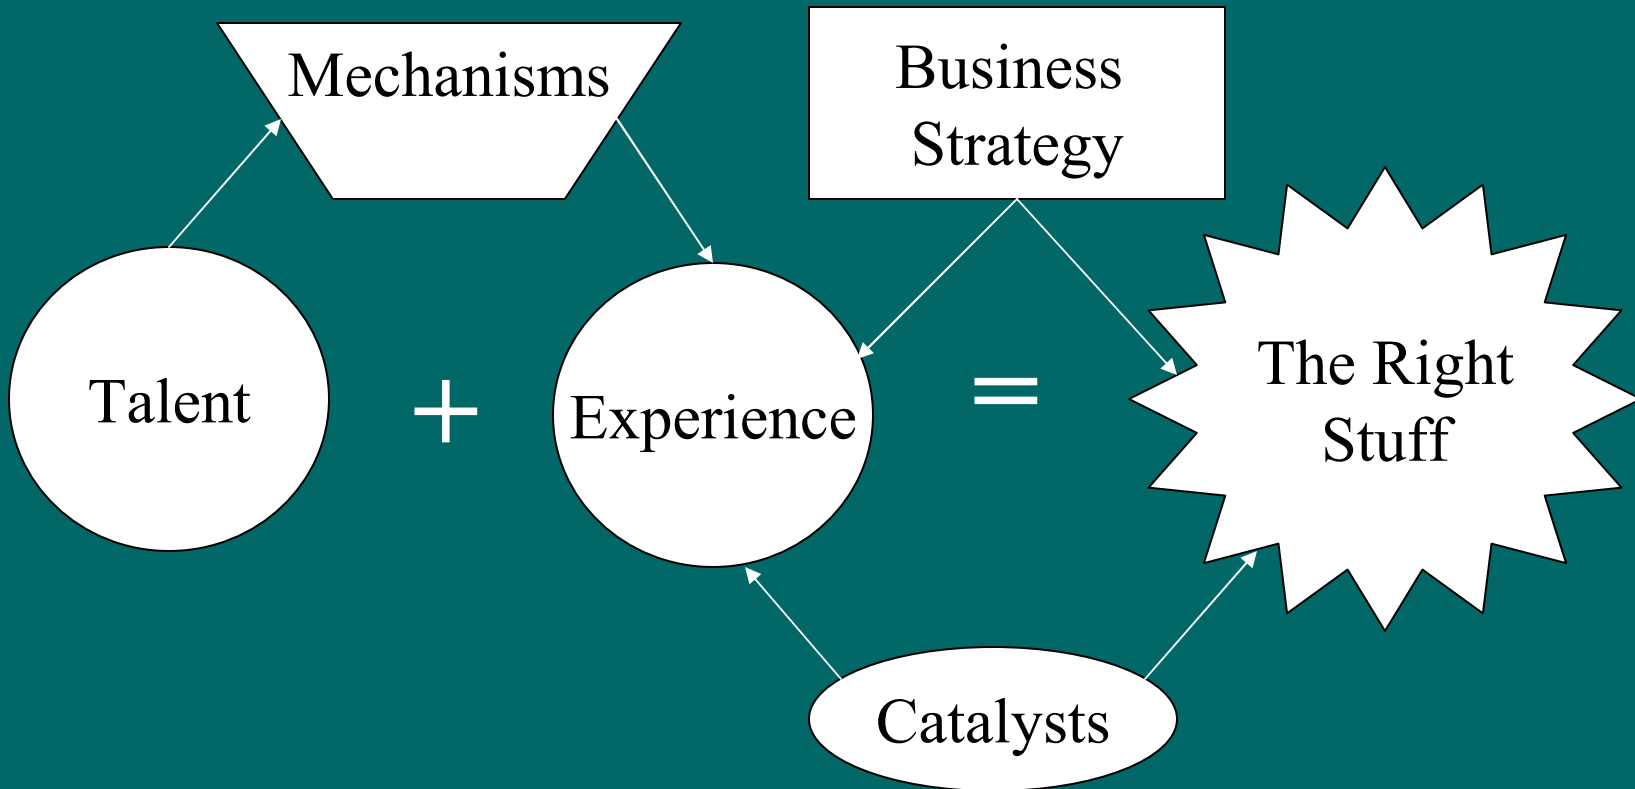 Mechanisms
Business
Strategy
Talent
+
Experience
=
The Right
Stuff
Catalysts